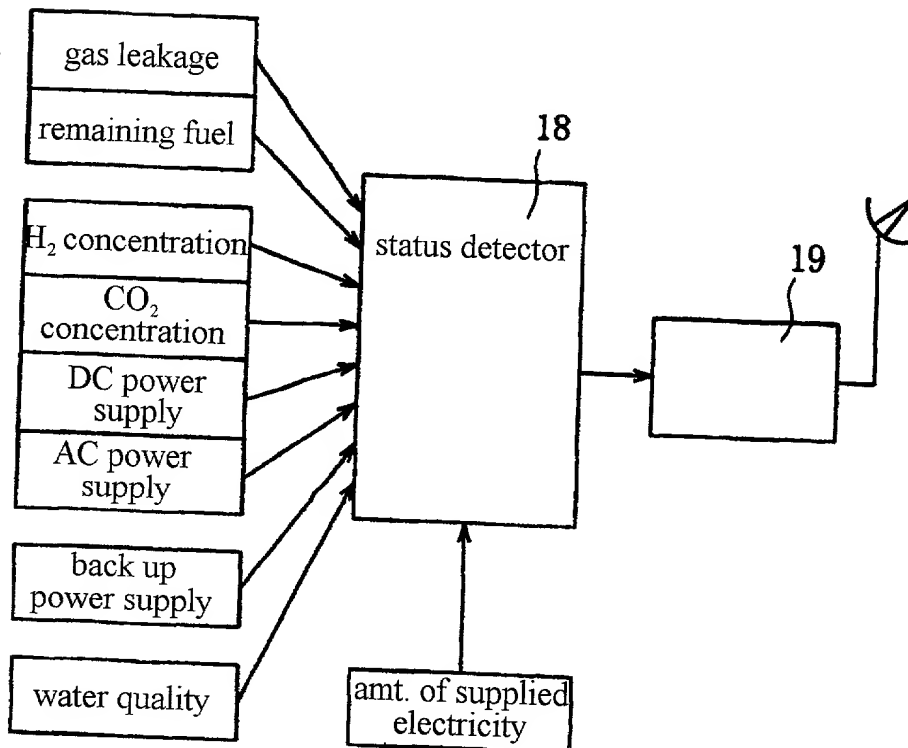 gas leakage
remaining fuel
H₂ concentration
CO₂
concentration
DC power
supply
AC power
supply
back up
power supply
water quality
18
status detector
19
amt. of supplied
electricity